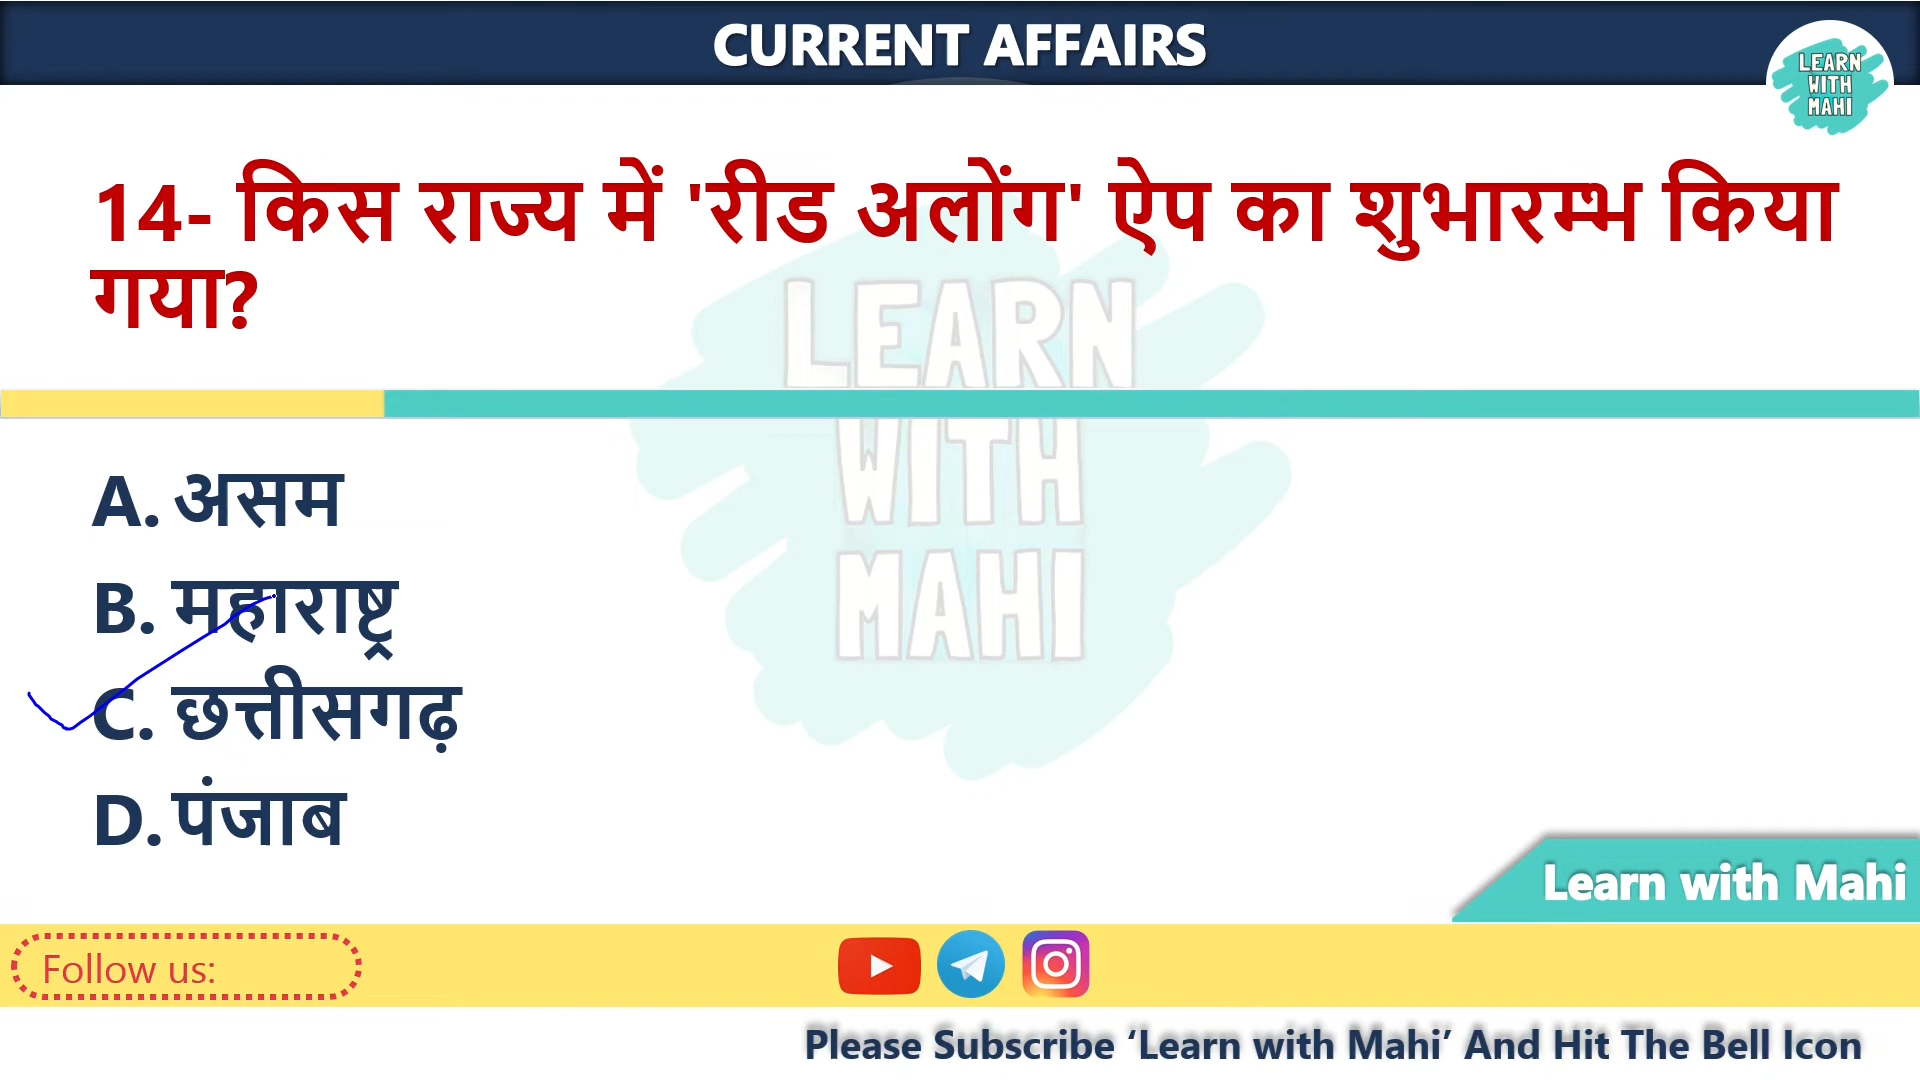 CURRENT AFFAIRS
LEARN
WITH
MAHI
14- किस राज्य में 'रीड अलोंग' ऐप का शुभारम्भ किया
गया?
LEARN
WITH
MAHI
A. असम
B. महाराष्ट्र
C. छत्तीसगढ़
D. पंजाब
Learn with Mahi
Follow us:
Please Subscribe ‘Learn with Mahi’ And Hit The Bell Icon